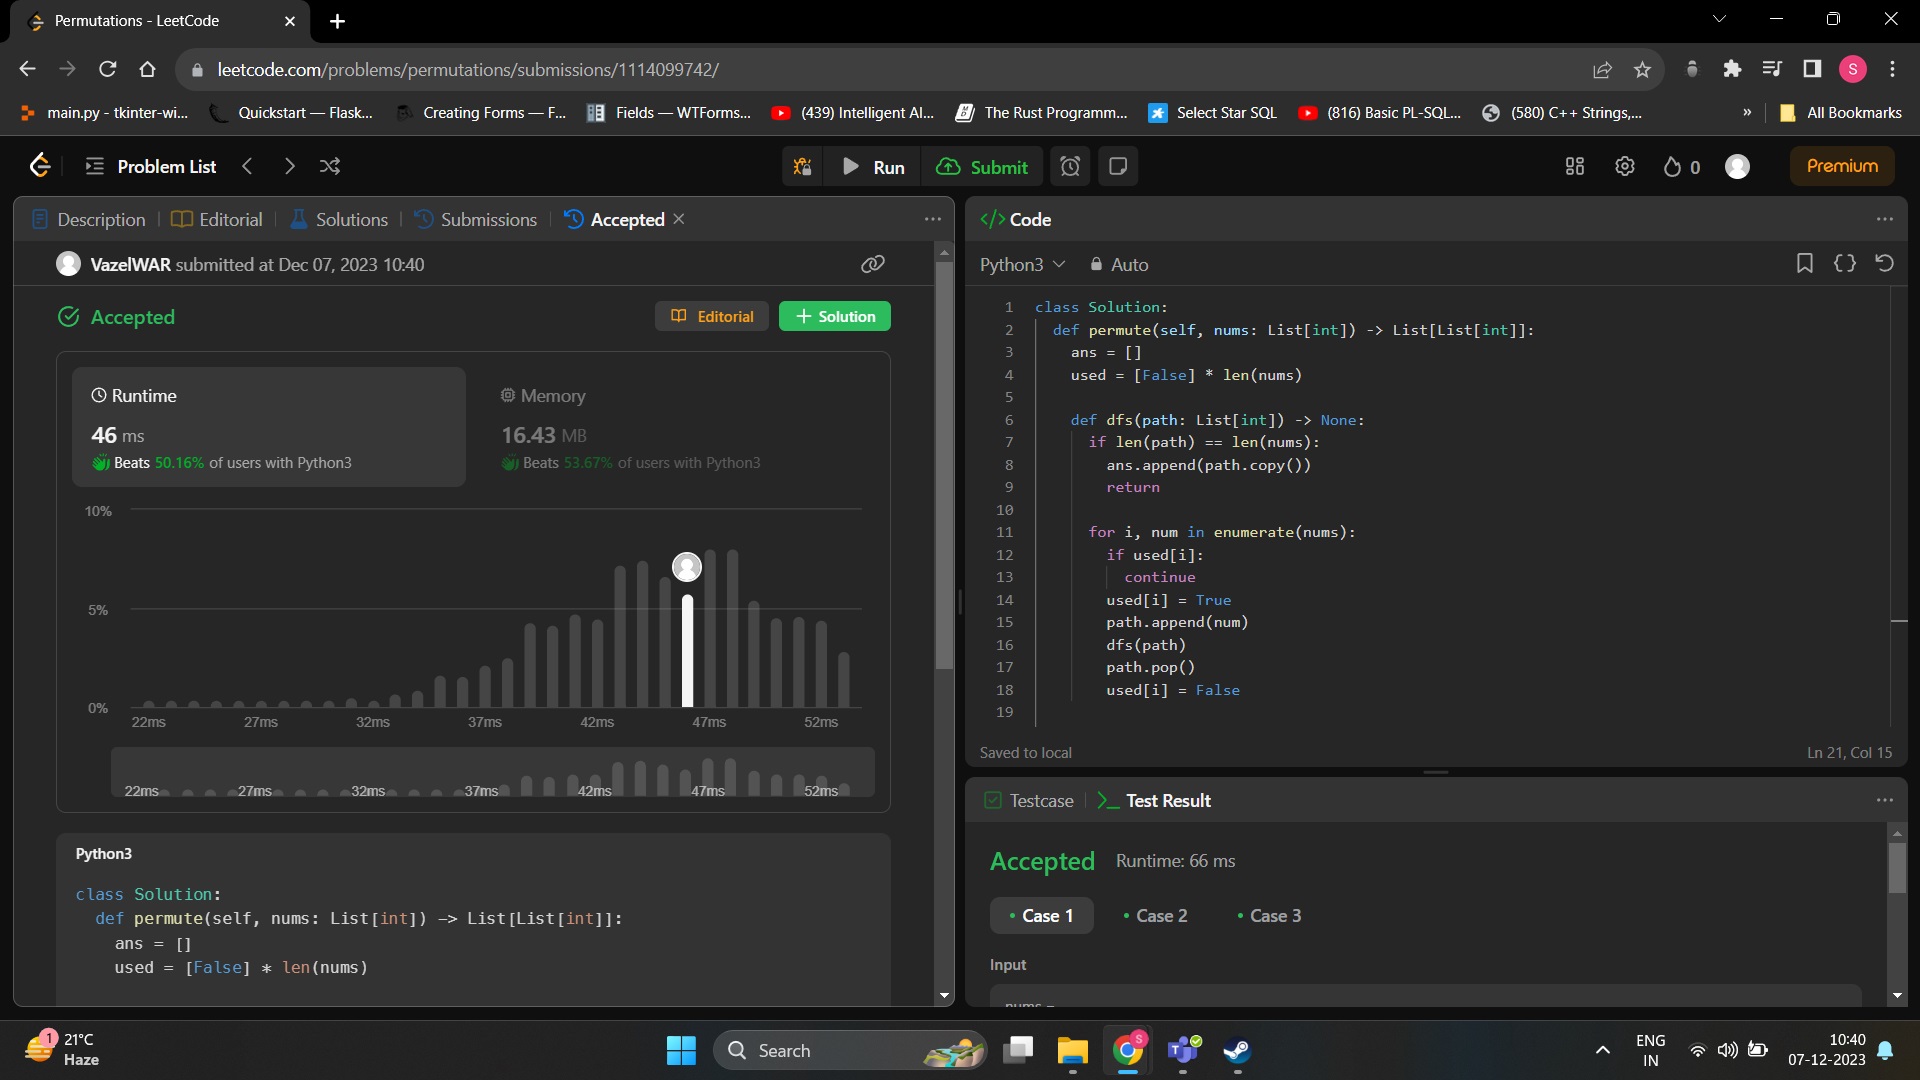 Permutations - LeetCode
leetcode.com/problems/permutations/submissions/1114099742/
S
main.py - tkinter-wi...
Quickstart — Flask...
Creating Forms — F...
Fields — WTForms...
(439) Intelligent Al...
The Rust Programm...
Select Star SQL
(816) Basic PL-SQL...
(580) C++ Strings,...
»
All Bookmarks
Problem List
Run
Submit
0
Premium
Description
Editorial
Solutions
Submissions
Accepted
VazelWAR submitted at Dec 07, 2023 10:40
Accepted
Editorial
+ Solution
Runtime
46 ms
Beats 50.16% of users with Python3
Memory
16.43 MB
Beats 53.67% of users with Python3
10%
5%
0%
22ms 27ms 32ms 37ms 42ms 47ms 52ms
22ms 27ms 32ms 37ms 42ms 47ms 52ms
Python3
class Solution:
def permute(self, nums: List[int]) -> List[List[int]]:
ans = []
used = [False] * len(nums)
</> Code
Python3
Auto
1 class Solution:
2 def permute(self, nums: List[int]) -> List[List[int]]:
3 ans = []
4 used = [False] * len(nums)
5
6 def dfs(path: List[int]) -> None:
7 if len(path) == len(nums):
8 ans.append(path.copy())
9 return
10
11 for i, num in enumerate(nums):
12 if used[i]:
13 continue
14 used[i] = True
15 path.append(num)
16 dfs(path)
17 path.pop()
18 used[i] = False
19
Saved to local
Ln 21, Col 15
Testcase
Test Result
Accepted Runtime: 66 ms
• Case 1
• Case 2
• Case 3
Input
nums =
1
21°C
Haze
Search
S
ENG
IN
10:40
07-12-2023